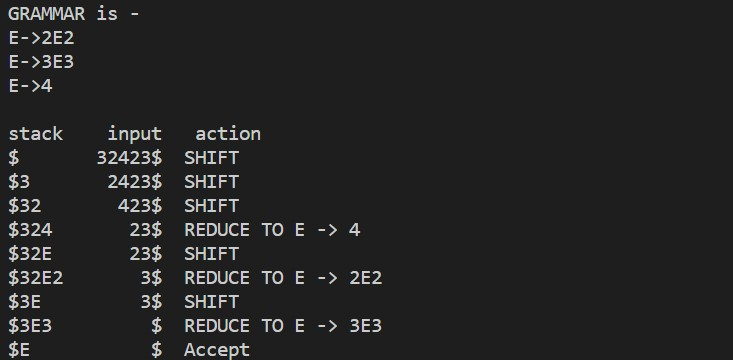 GRAMMAR is -
E->2E2
E->3E3
E->4
stack input action
$ 32423$ SHIFT
$3 2423$ SHIFT
$32 423$ SHIFT
$324 23$ REDUCE TO E -> 4
$32E 23$ SHIFT
$32E2 3$ REDUCE TO E -> 2E2
$3E 3$ SHIFT
$3E3 $ REDUCE TO E -> 3E3
$E $ Accept